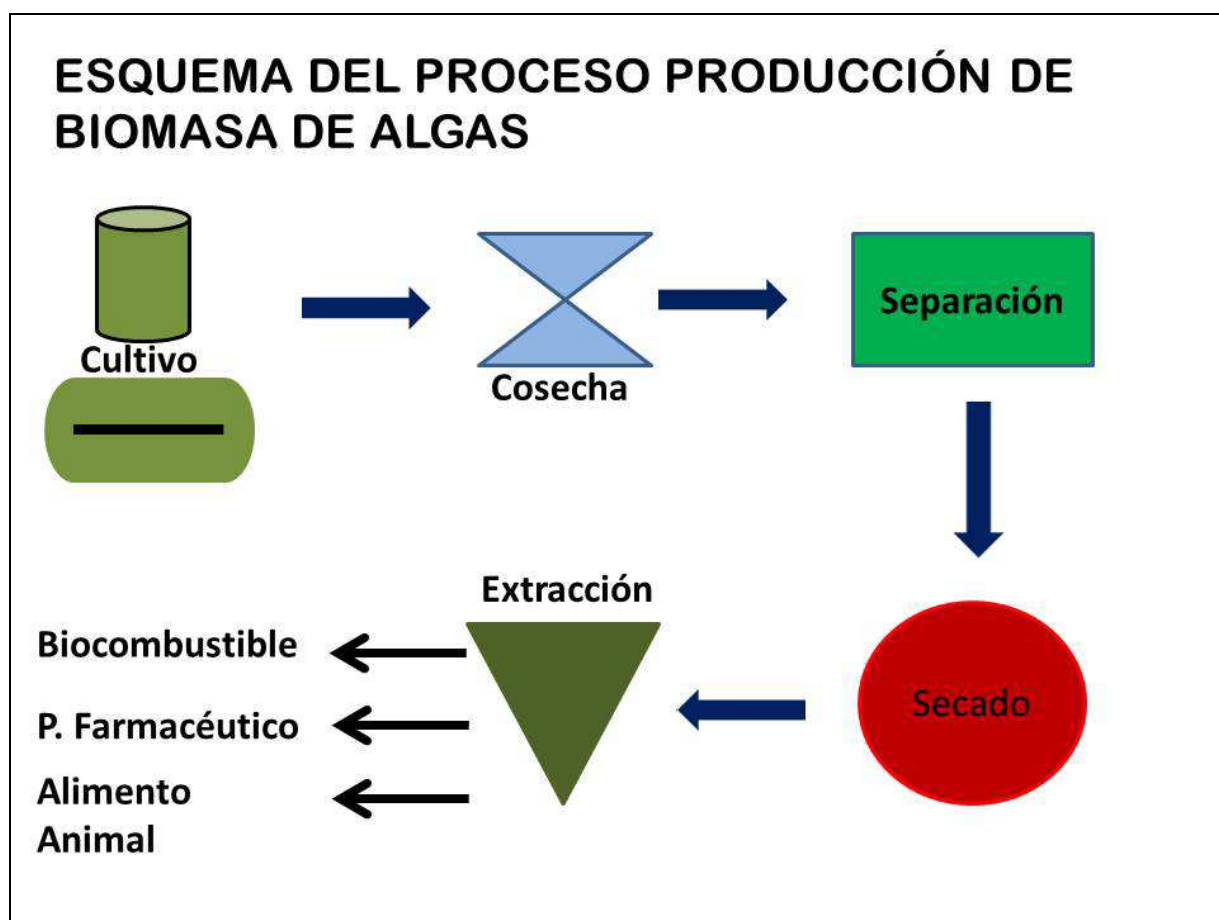 ESQUEMA DEL PROCESO PRODUCCIÓN DE
BIOMASA DE ALGAS
Cultivo
Cosecha
Separación
Secado
Extracción
Biocombustible
P. Farmacéutico
Alimento
Animal